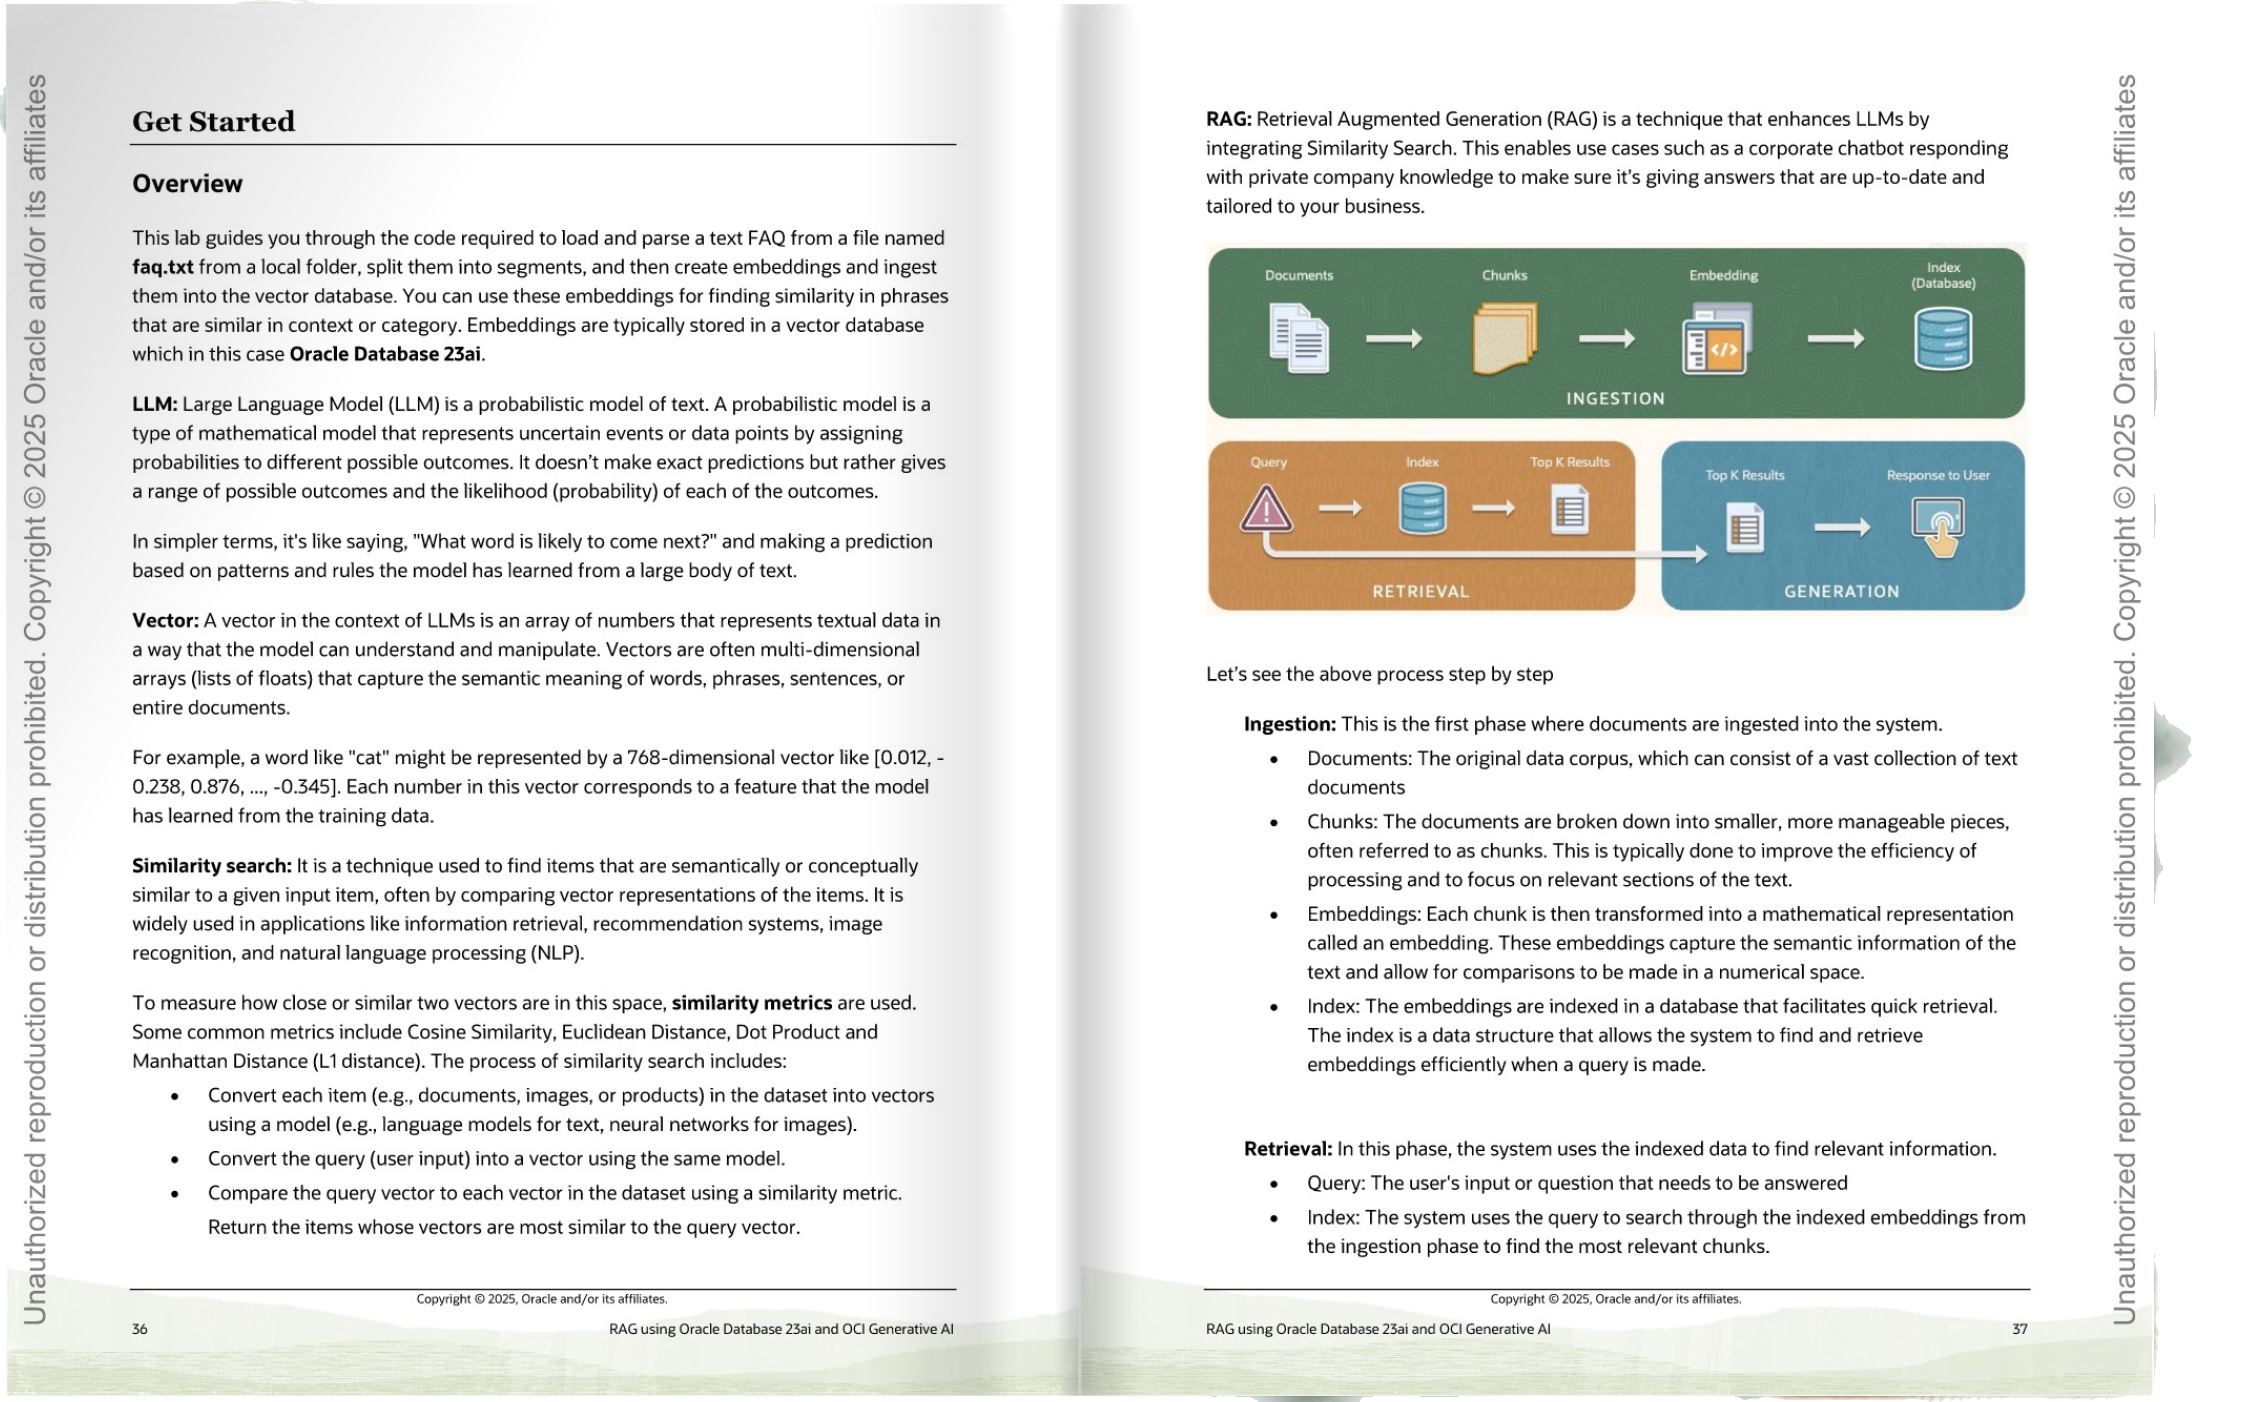 Unauthorized reproduction or distribution prohibited. Copyright © 2025 Oracle and/or its affiliates
Get Started
Overview
This lab guides you through the code required to load and parse a text FAQ from a file named
faq.txt from a local folder, split them into segments, and then create embeddings and ingest
them into the vector database. You can use these embeddings for finding similarity in phrases
that are similar in context or category. Embeddings are typically stored in a vector database
which in this case Oracle Database 23ai.
LLM: Large Language Model (LLM) is a probabilistic model of text. A probabilistic model is a
type of mathematical model that represents uncertain events or data points by assigning
probabilities to different possible outcomes. It doesn't make exact predictions but rather gives
a range of possible outcomes and the likelihood (probability) of each of the outcomes.
In simpler terms, it's like saying, "What word is likely to come next?" and making a prediction
based on patterns and rules the model has learned from a large body of text.
Vector: A vector in the context of LLMs is an array of numbers that represents textual data in
a way that the model can understand and manipulate. Vectors are often multi-dimensional
arrays (lists of floats) that capture the semantic meaning of words, phrases, sentences, or
entire documents.
For example, a word like "cat" might be represented by a 768-dimensional vector like [0.012, -
0.238, 0.876, ..., -0.345]. Each number in this vector corresponds to a feature that the model
has learned from the training data.
Similarity search: It is a technique used to find items that are semantically or conceptually
similar to a given input item, often by comparing vector representations of the items. It is
widely used in applications like information retrieval, recommendation systems, image
recognition, and natural language processing (NLP).
To measure how close or similar two vectors are in this space, similarity metrics are used.
Some common metrics include Cosine Similarity, Euclidean Distance, Dot Product and
Manhattan Distance (L1 distance). The process of similarity search includes:
• Convert each item (e.g., documents, images, or products) in the dataset into vectors
using a model (e.g., language models for text, neural networks for images).
• Convert the query (user input) into a vector using the same model.
• Compare the query vector to each vector in the dataset using a similarity metric.
Return the items whose vectors are most similar to the query vector.
Copyright © 2025, Oracle and/or its affiliates.
36 RAG using Oracle Database 23ai and OCI Generative AI
RAG: Retrieval Augmented Generation (RAG) is a technique that enhances LLMs by
integrating Similarity Search. This enables use cases such as a corporate chatbot responding
with private company knowledge to make sure it's giving answers that are up-to-date and
tailored to your business.
Documents Chunks Embedding Index
(Database)
INGESTION
Query Index Top K Results
RETRIEVAL
Top K Results Response to User
GENERATION
Let's see the above process step by step
Ingestion: This is the first phase where documents are ingested into the system.
• Documents: The original data corpus, which can consist of a vast collection of text
documents
• Chunks: The documents are broken down into smaller, more manageable pieces,
often referred to as chunks. This is typically done to improve the efficiency of
processing and to focus on relevant sections of the text.
• Embeddings: Each chunk is then transformed into a mathematical representation
called an embedding. These embeddings capture the semantic information of the
text and allow for comparisons to be made in a numerical space.
• Index: The embeddings are indexed in a database that facilitates quick retrieval.
The index is a data structure that allows the system to find and retrieve
embeddings efficiently when a query is made.
Retrieval: In this phase, the system uses the indexed data to find relevant information.
• Query: The user's input or question that needs to be answered
• Index: The system uses the query to search through the indexed embeddings from
the ingestion phase to find the most relevant chunks.
Copyright © 2025, Oracle and/or its affiliates.
RAG using Oracle Database 23ai and OCI Generative AI 37
Unauthorized reproduction or distribution prohibited. Copyright © 2025 Oracle and/or its affiliates